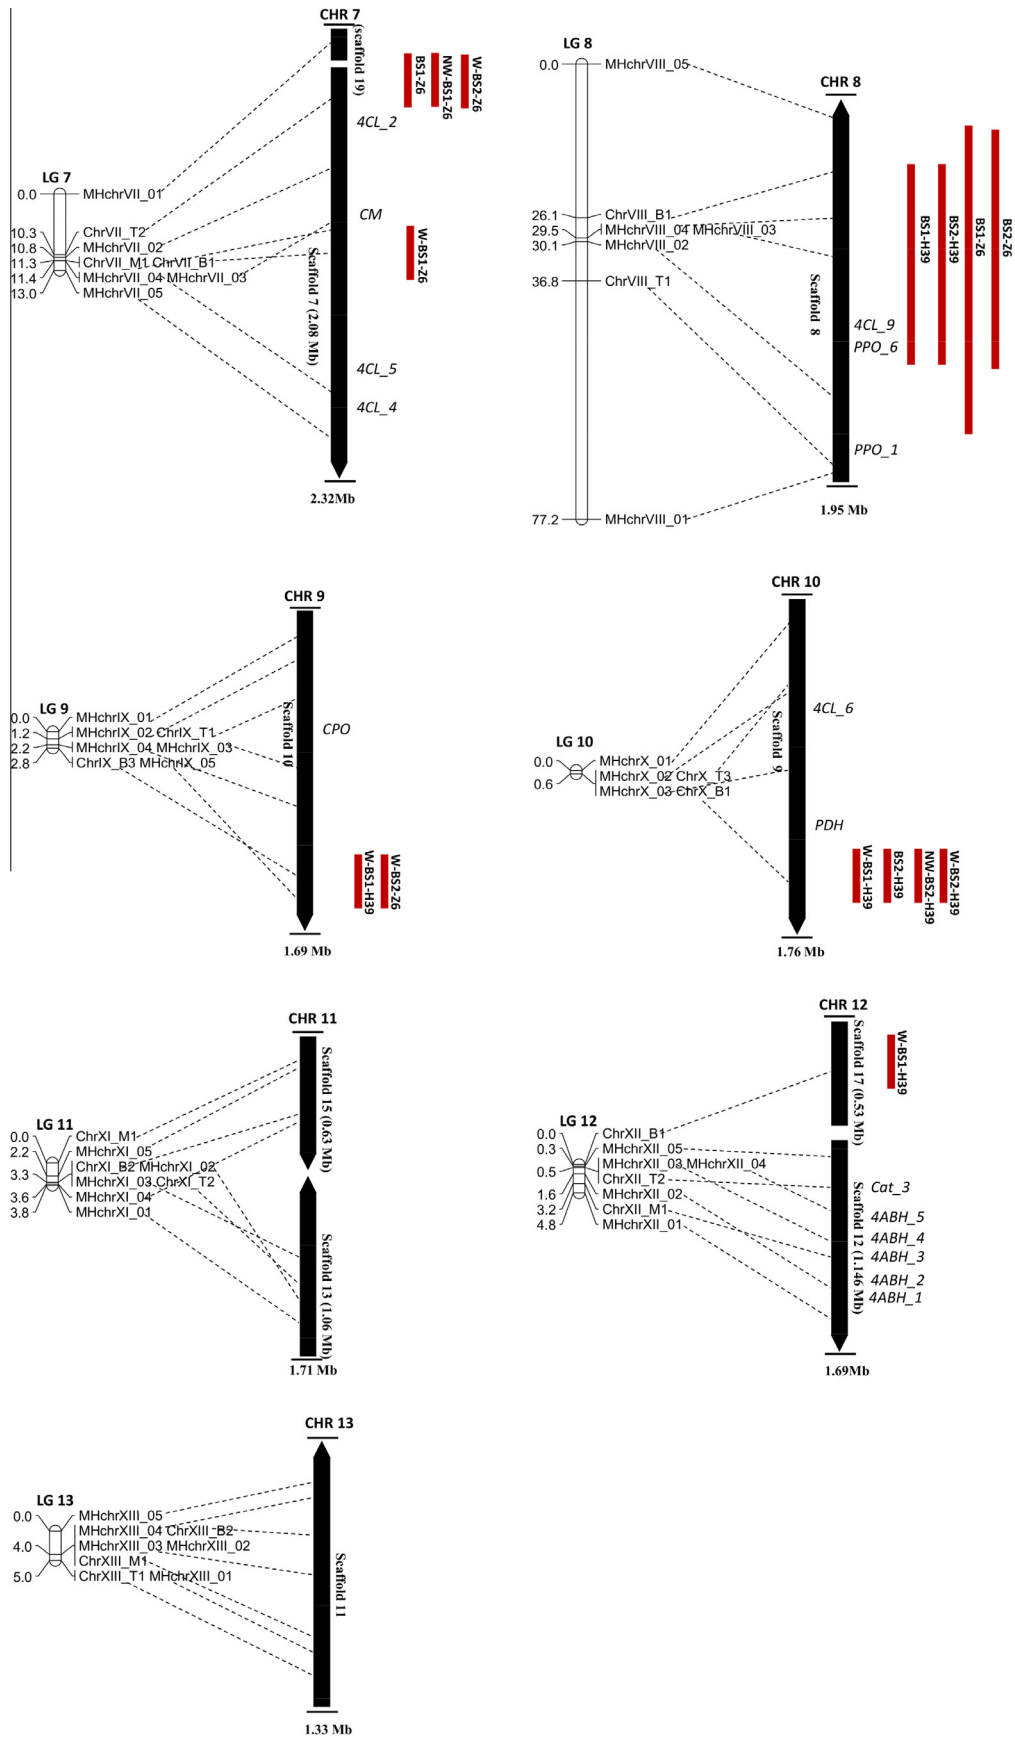 CHR 7
(scaffold 19)
BS1-Z6
NW-BS1-Z6
W-BS2-Z6
4CL_2
LG 7
0.0 MHchrVII_01
CM
10.3 ChrVII_T2
10.8 MHchrVII_02
11.3 ChrVII_M1 ChrVII_B1
11.4 MHchrVII_04 MHchrVII_03
13.0 MHchrVII_05
W-BS1-Z6
Scaffold 7 (2.08 Mb)
4CL_5
4CL_4
2.32Mb
LG 8
0.0 MHchrVIII_05
CHR 8
26.1 ChrVIII_B1
29.5 MHchrVIII_04 MHchrVIII_03
30.1 MHchrVIII_02
36.8 ChrVIII_T1
77.2 MHchrVIII_01
Scaffold 8
BS1-H39
BS2-H39
BS1-Z6
BS2-Z6
4CL_9
PPO_6
PPO_1
1.95 Mb
CHR 9
LG 9
0.0 MHchrIX_01
1.2 MHchrIX_02 ChrIX_T1
2.2 MHchrIX_04 MHchrIX_03
2.8 ChrIX_B3 MHchrIX_05
Scaffold 10
CPO
W-BS1-H39
W-BS2-Z6
1.69 Mb
CHR 10
LG 10
0.0 MHchrX_01
0.6 MHchrX_02 ChrX_T3
MHchrX_03 ChrX_B1
4CL_6
Scaffold 9
PDH
W-BS1-H39
BS2-H39
NW-BS2-H39
W-BS2-H39
1.76 Mb
CHR 11
LG 11
0.0 ChrXI_M1
2.2 MHchrXI_05
ChrXI_B2 MHchrXI_02
3.3 MHchrXI_03 ChrXI_T2
3.6 MHchrXI_04
3.8 MHchrXI_01
Scaffold 15 (0.63 Mb)
Scaffold 13 (1.06 Mb)
1.71 Mb
CHR 12
LG 12
0.0 ChrXII_B1
0.3 MHchrXII_05
MHchrXII_03 MHchrXII_04
0.5 ChrXII_T2
1.6 MHchrXII_02
3.2 ChrXII_M1
4.8 MHchrXII_01
Scaffold 17 (0.53 Mb)
W-BS1-H39
Scaffold 12 (1.146 Mb)
Cat_3
4ABH_5
4ABH_4
4ABH_3
4ABH_2
4ABH_1
1.69Mb
CHR 13
LG 13
0.0 MHchrXIII_05
MHchrXIII_04 ChrXIII_B2
4.0 MHchrXIII_03 MHchrXIII_02
ChrXIII_M1
5.0 ChrXIII_T1 MHchrXIII_01
Scaffold 11
1.33 Mb